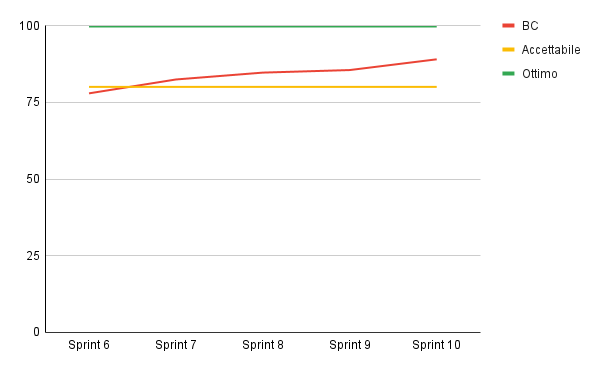 100
75
50
25
0
Sprint 6 Sprint 7 Sprint 8 Sprint 9 Sprint 10
BC
Accettabile
Ottimo